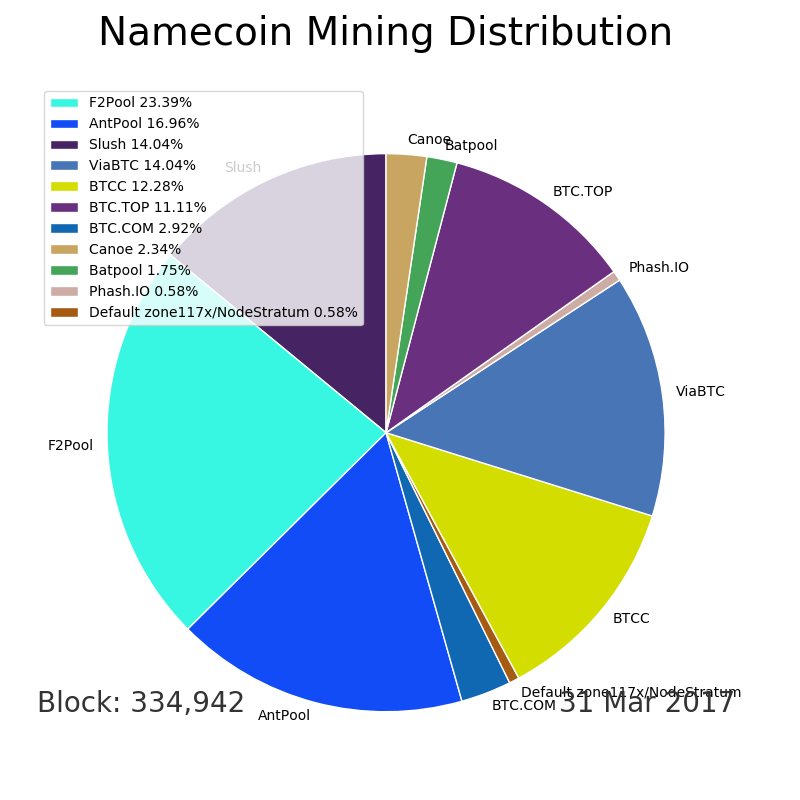 Namecoin Mining Distribution
F2Pool 23.39%
AntPool 16.96%
Slush 14.04%
ViaBTC 14.04%
BTCC 12.28%
BTC.TOP 11.11%
BTC.COM 2.92%
Canoe 2.34%
Batpool 1.75%
Phash.IO 0.58%
Default zone117x/NodeStratum 0.58%
Canoe
Batpool
Slush
BTC.TOP
Phash.IO
ViaBTC
F2Pool
BTCC
Default zone117x/NodeStratum
BTC.COM
AntPool
Block: 334,942
31 Mar 2017